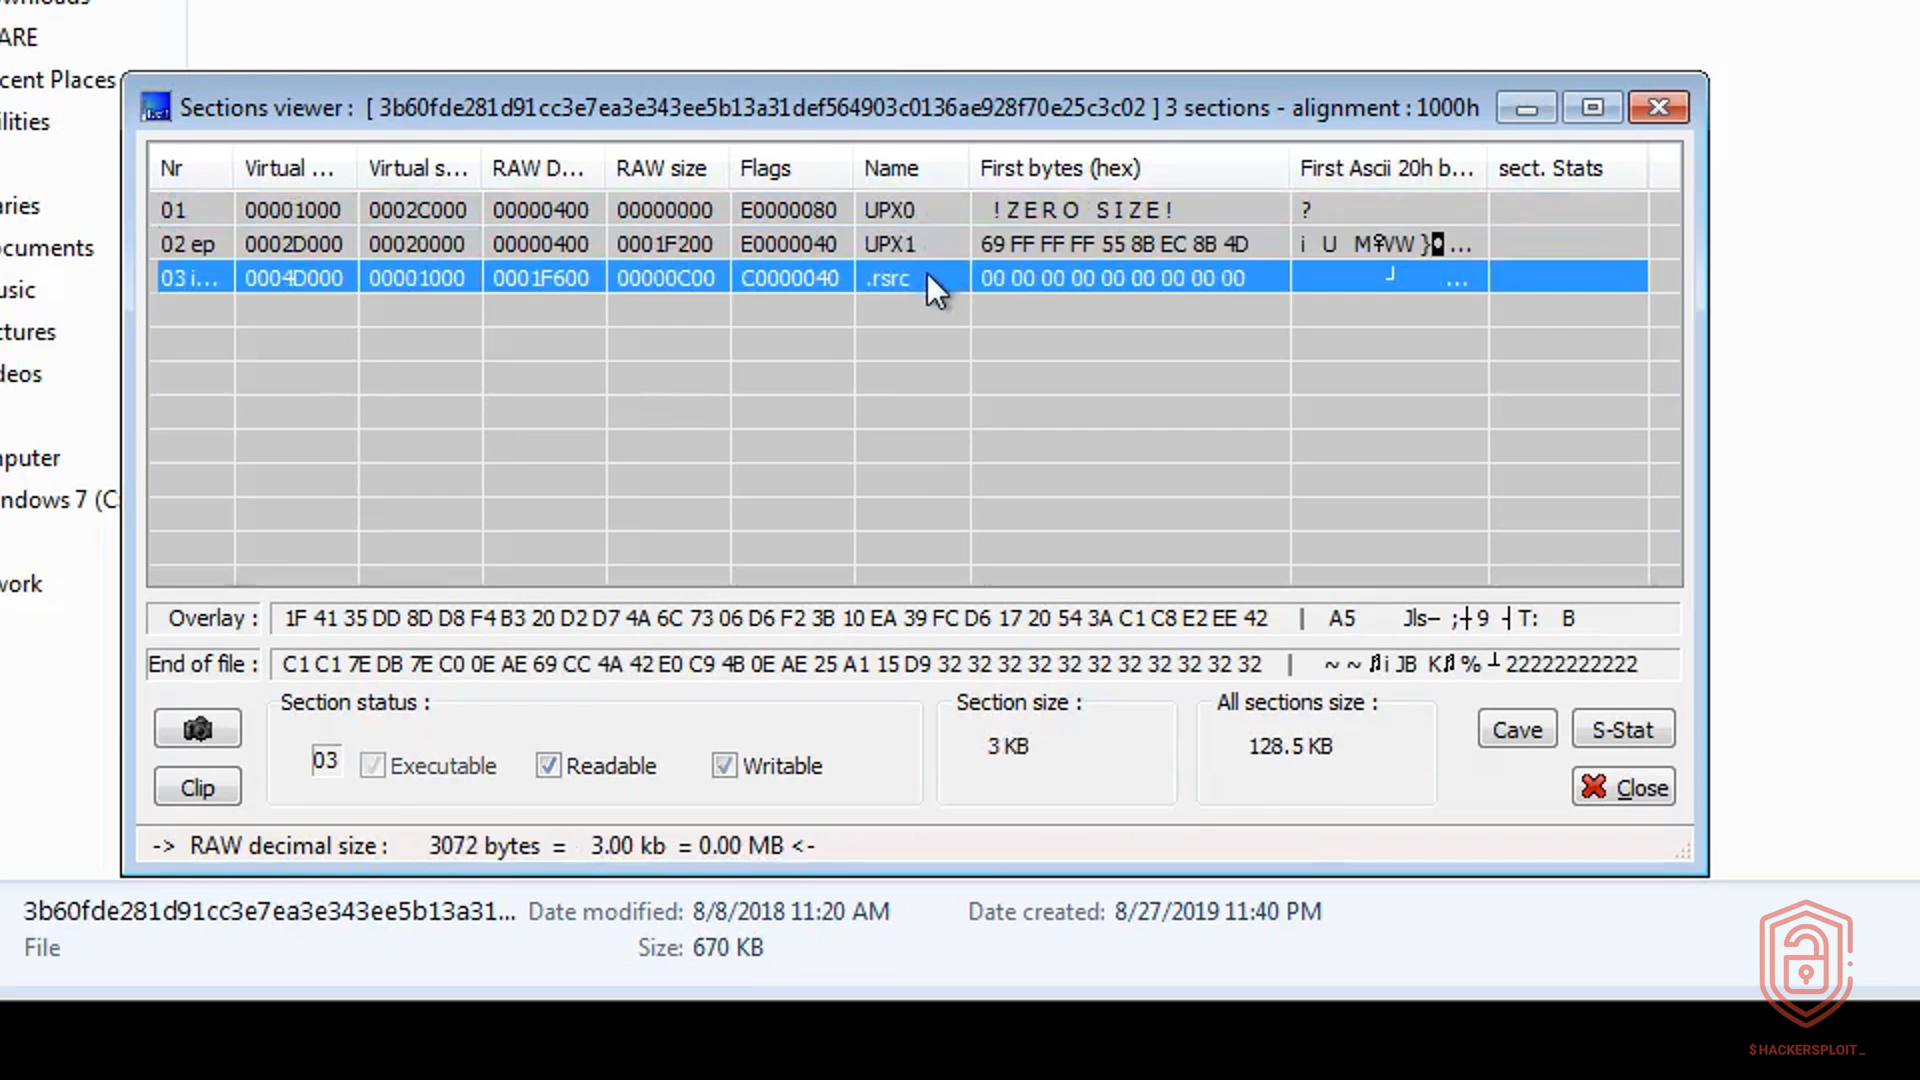 ownloads
ARE
cent Places
ilities
aries
ocuments
usic
ctures
deos
mputer
ndows 7 (C:
work
Sections viewer : [ 3b60fde281d91cc3e7ea3e343ee5b13a31def564903c0136ae928f70e25c3c02 ] 3 sections - alignment : 1000h
Nr Virtual ... Virtual s... RAW D... RAW size Flags Name First bytes (hex) First Ascii 20h b... sect. Stats
01 00001000 0002C000 00000400 00000000 E0000080 UPX0 ! Z E R O S I Z E ! ?
02 ep 0002D000 00020000 00000400 0001F200 E0000040 UPX1 69 FF FF FF 55 8B EC 8B 4D i U M♀VW }◘ ...
03 i... 0004D000 00001000 0001F600 00000C00 C0000040 .rsrc 00 00 00 00 00 00 00 00 00 ┘ ...
Overlay : 1F 41 35 DD 8D D8 F4 B3 20 D2 D7 4A 6C 73 06 D6 F2 3B 10 EA 39 FC D6 17 20 54 3A C1 C8 E2 EE 42 | A5 Jls– ;┼9 ┤T: B
End of file : C1 C1 7E DB 7E C0 0E AE 69 CC 4A 42 E0 C9 4B 0E AE 25 A1 15 D9 32 32 32 32 32 32 32 32 32 32 32 | ~ ~ ♫i JB K♫% ┴22222222222
Section status :
03 Executable Readable Writable
Section size :
3 KB
All sections size :
128.5 KB
Cave S-Stat
Clip
Close
-> RAW decimal size : 3072 bytes = 3.00 kb = 0.00 MB <-
3b60fde281d91cc3e7ea3e343ee5b13a31... Date modified: 8/8/2018 11:20 AM Date created: 8/27/2019 11:40 PM
File Size: 670 KB
$HACKERSPLOIT_